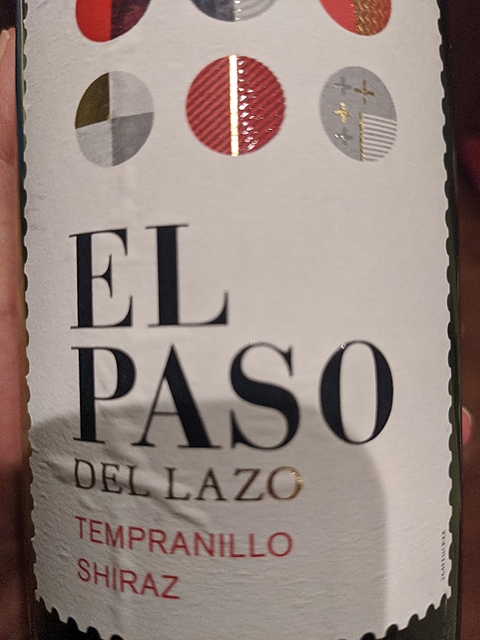 EL
PASO
DEL LAZO
TEMPRANILLO
SHIRAZ